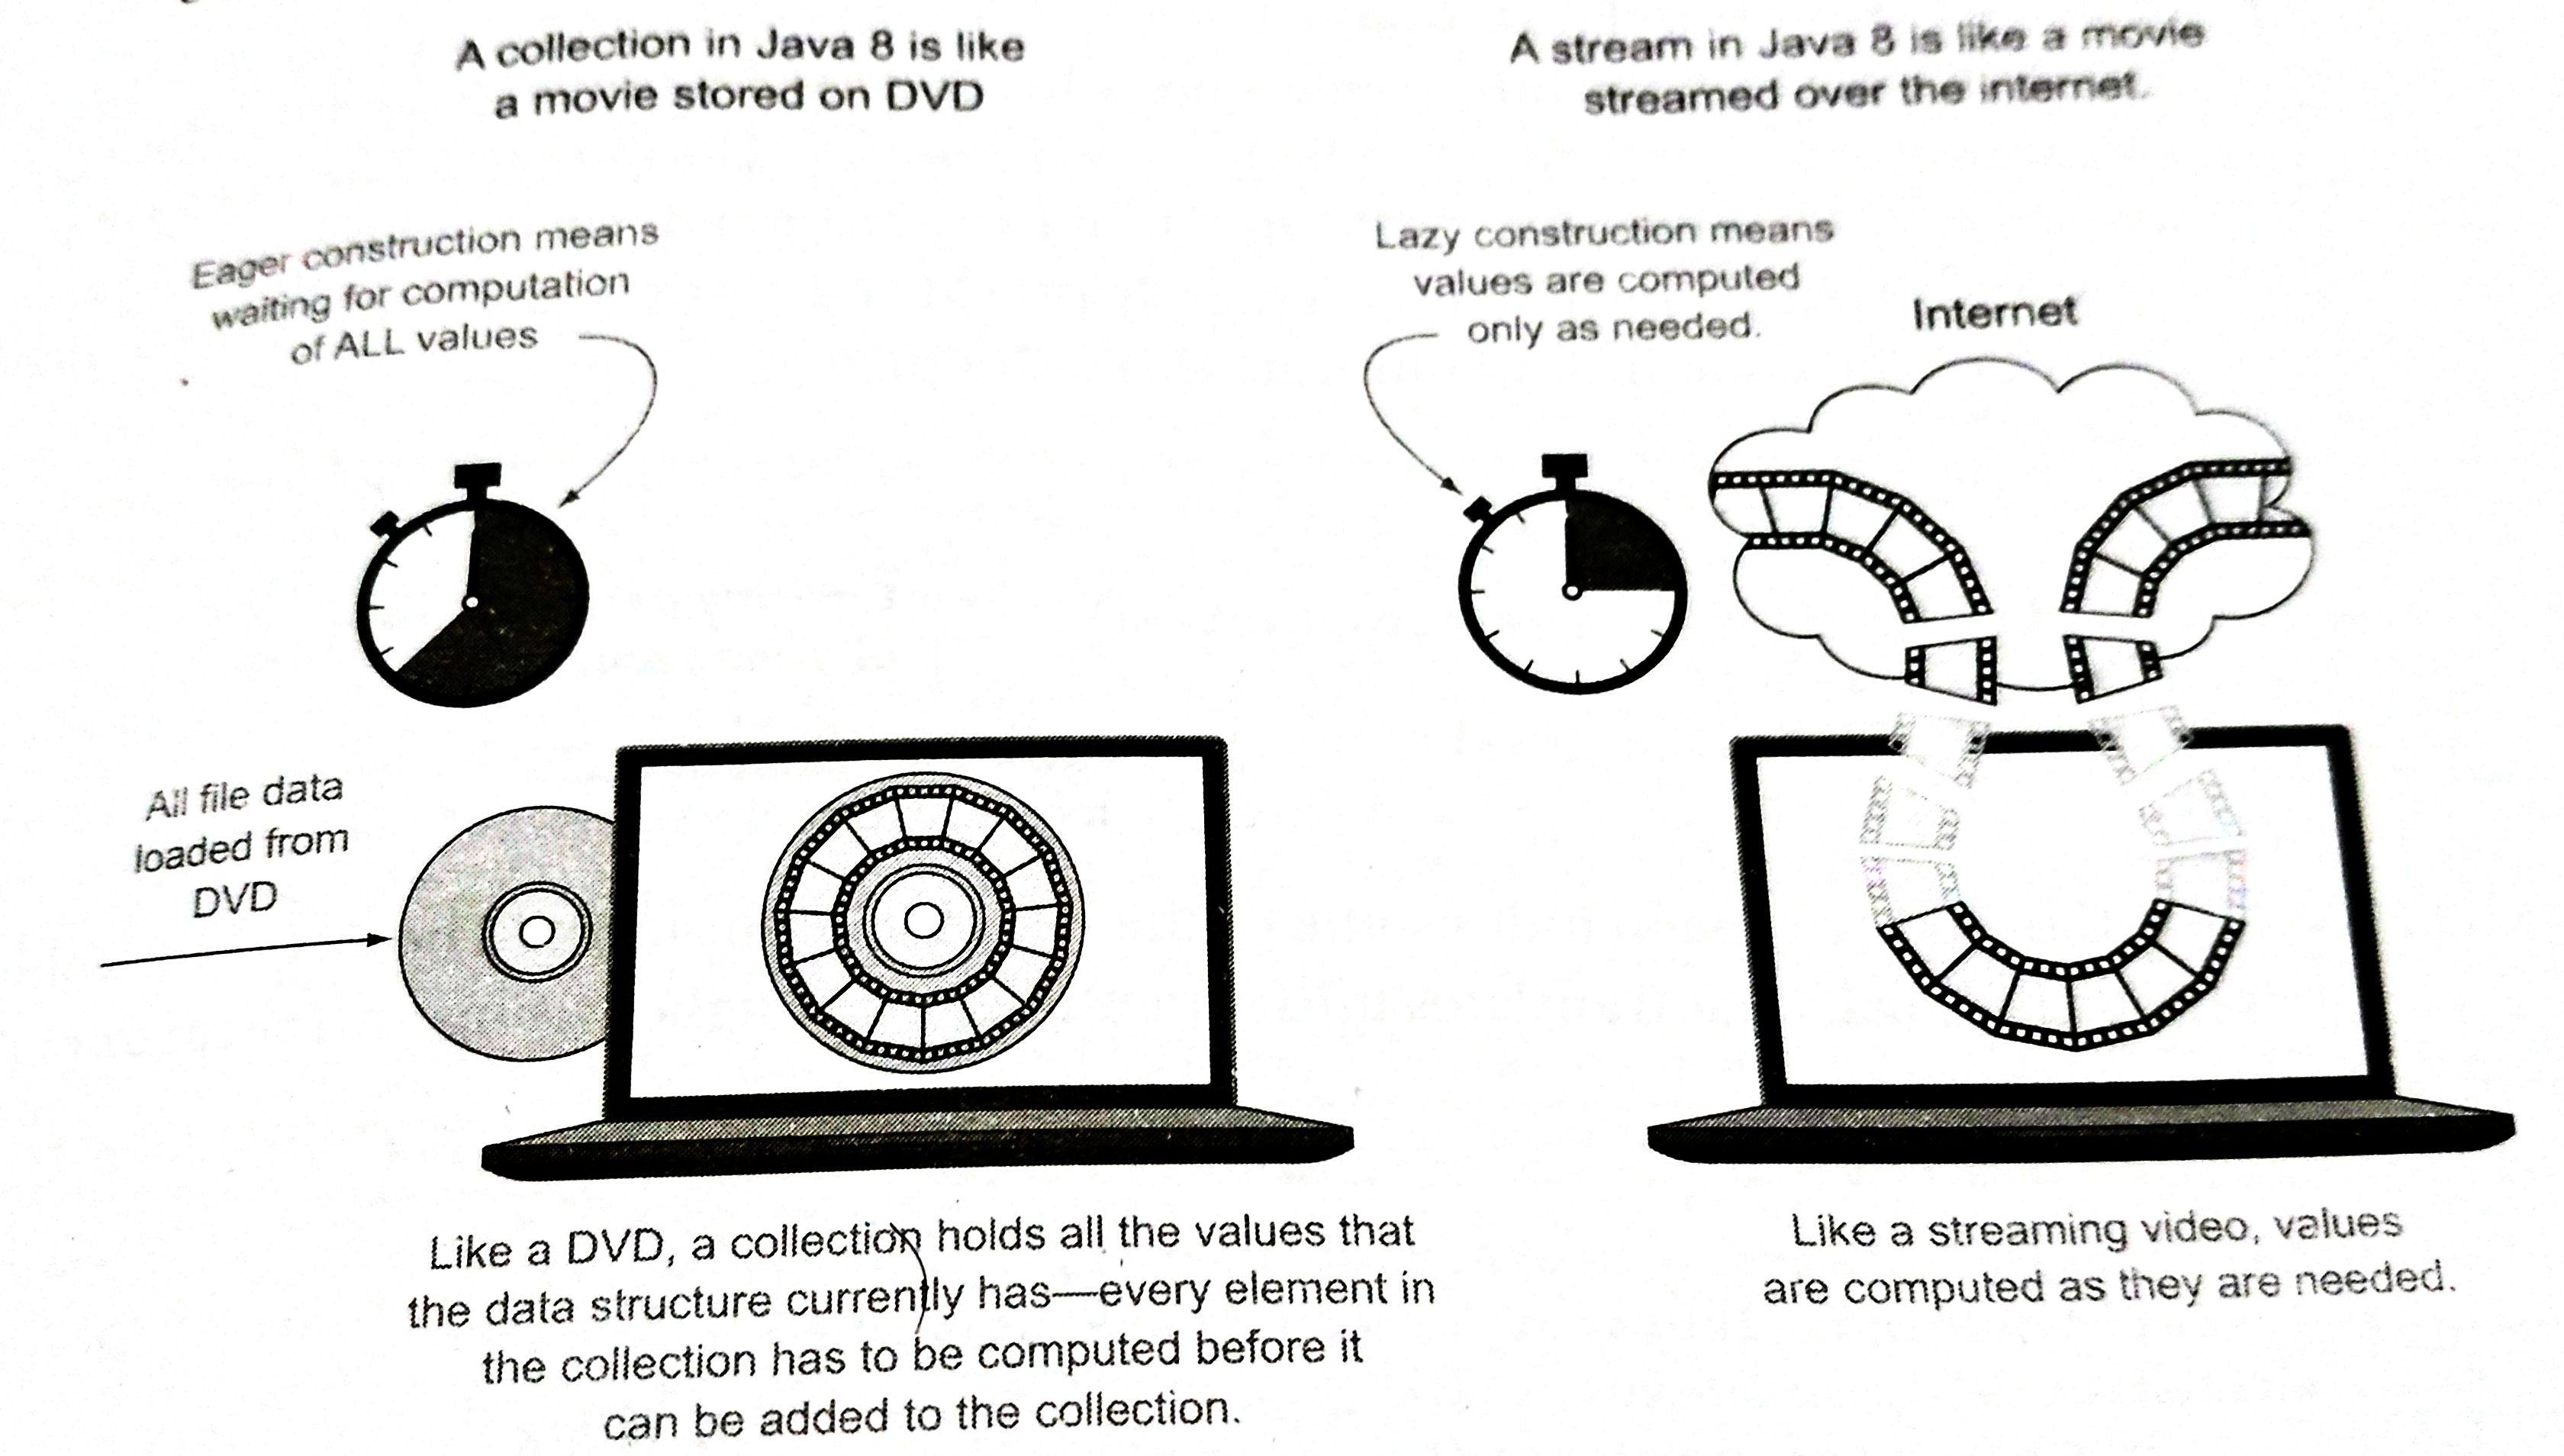 A collection in Java 8 is like
a movie stored on DVD
A stream in Java 8 is like a movie
streamed over the internet.
Eager construction means
waiting for computation
of ALL values
Lazy construction means
values are computed
only as needed.
Internet
All file data
loaded from
DVD
Like a DVD, a collection holds all the values that
the data structure currently has—every element in
the collection has to be computed before it
can be added to the collection.
Like a streaming video, values
are computed as they are needed.